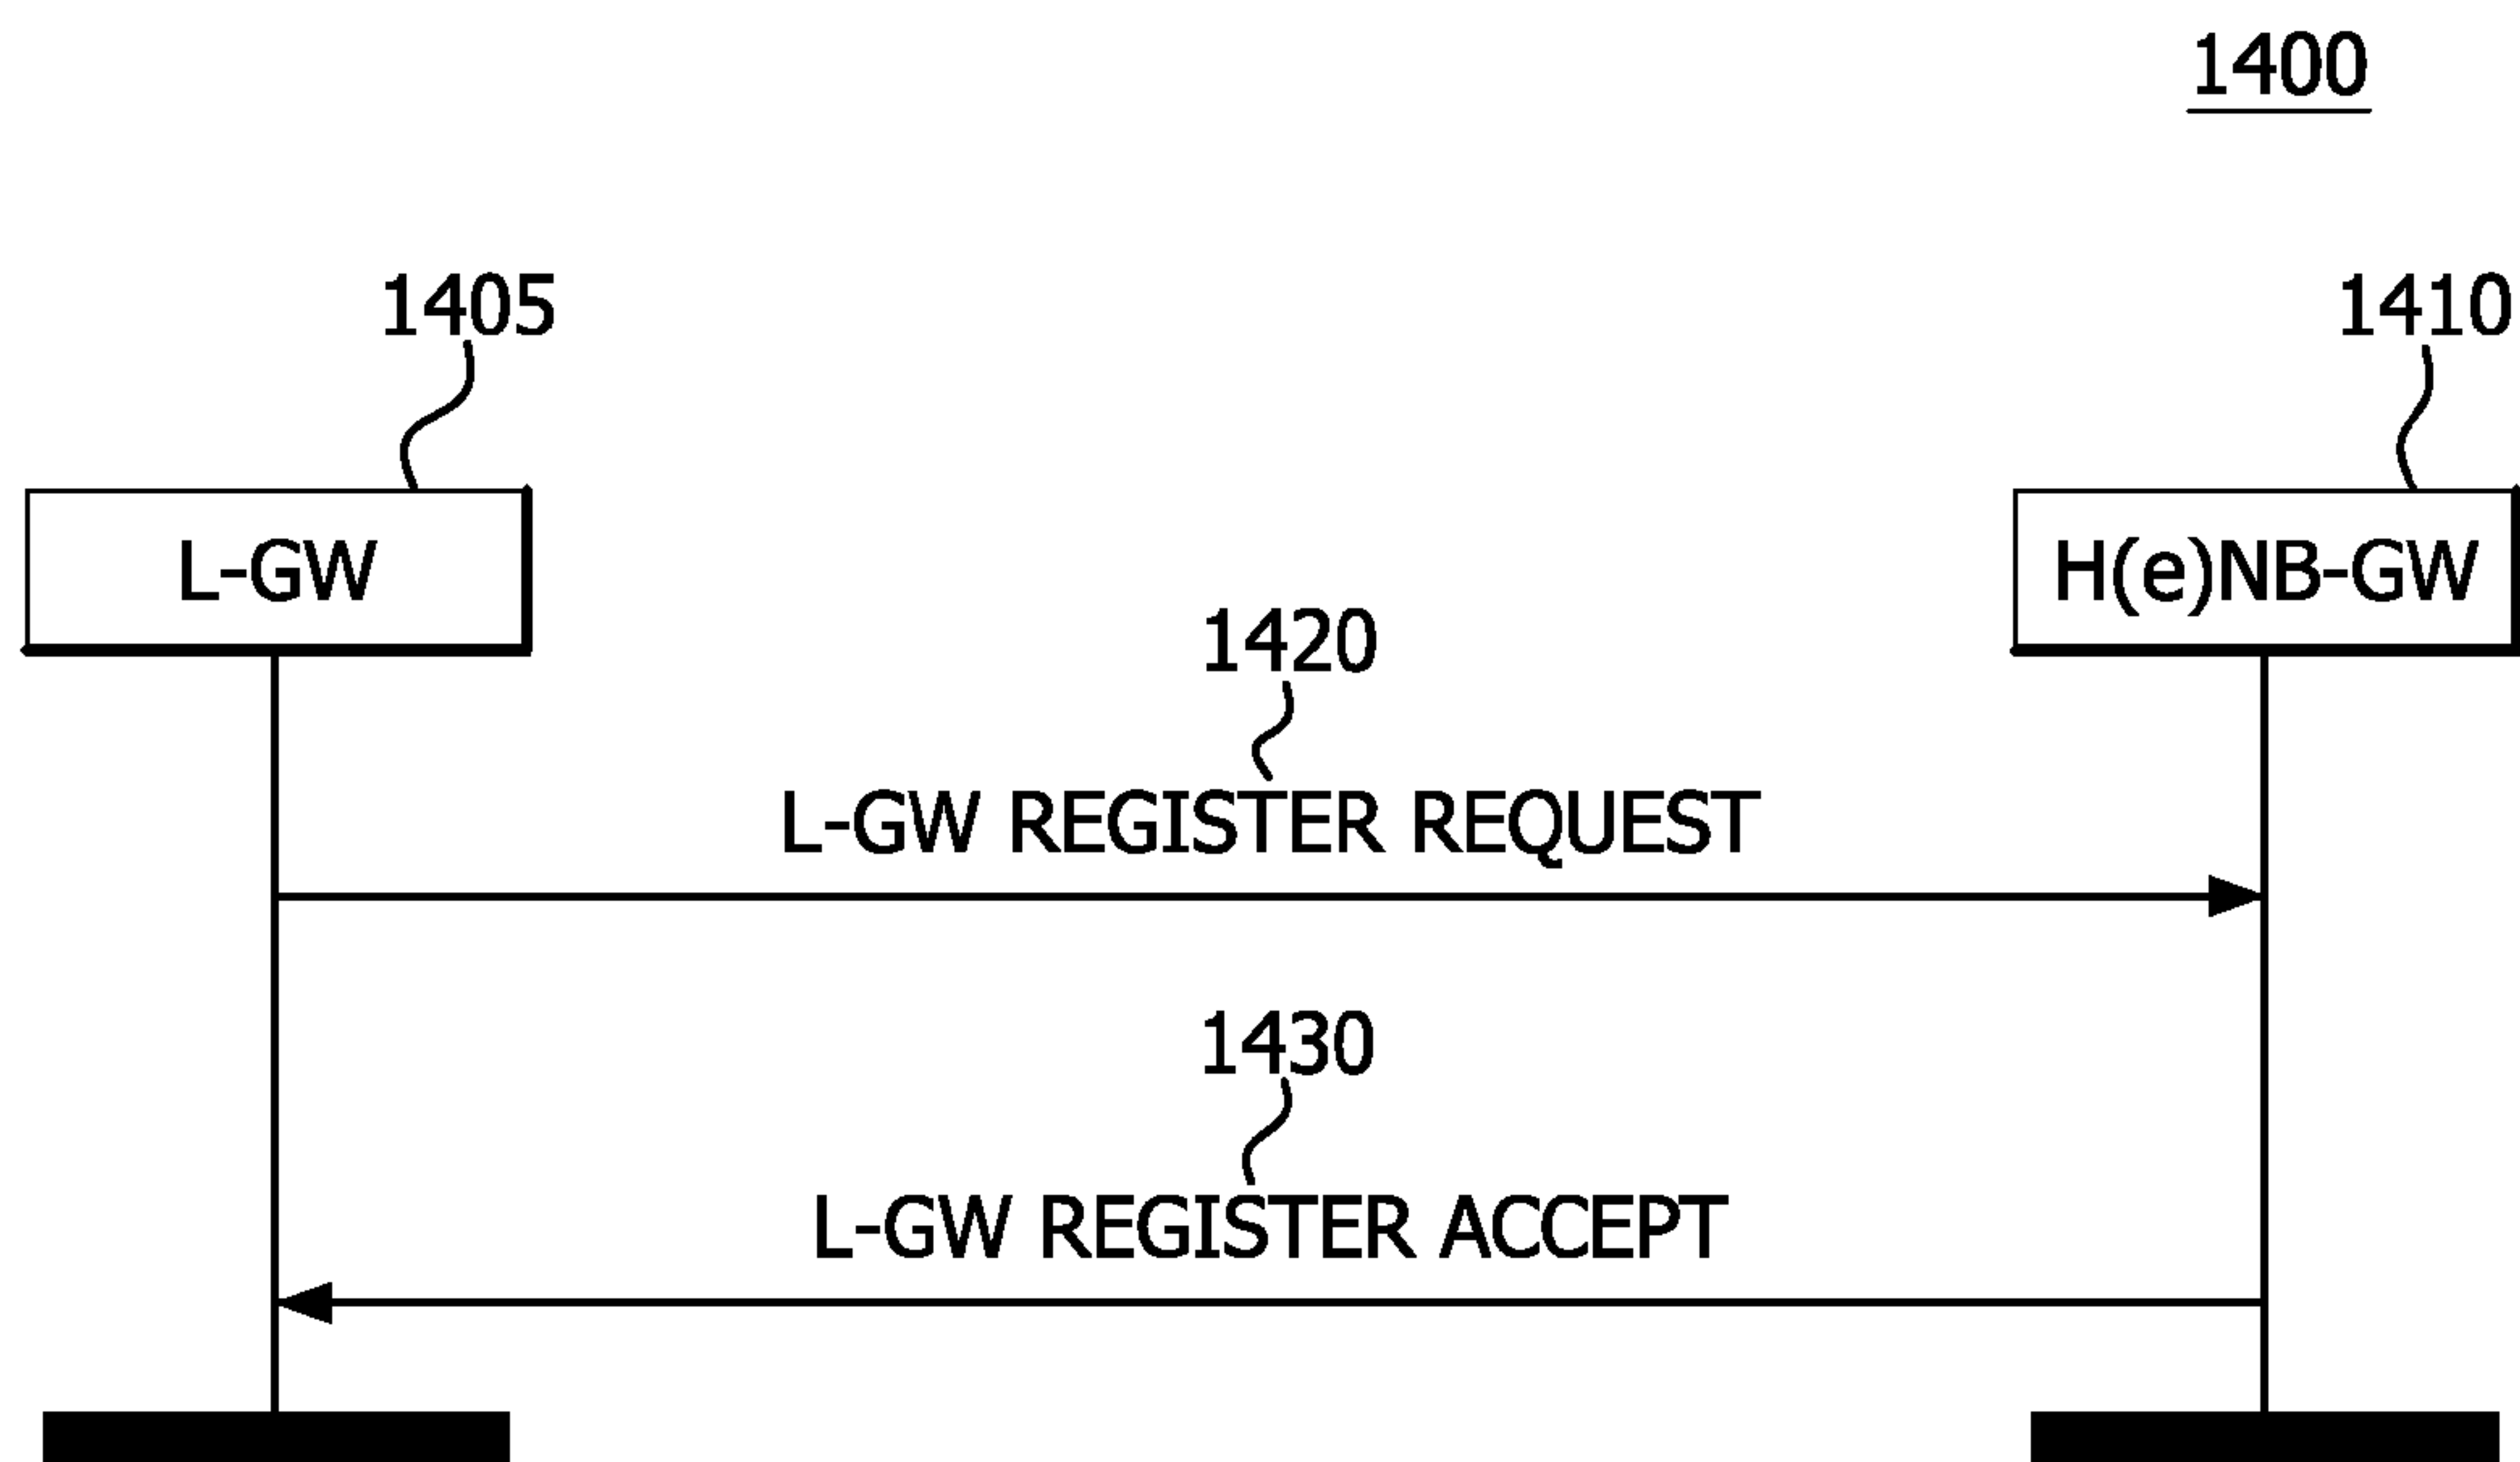 1400
1405
1410
L-GW
H(e)NB-GW
1420
L-GW REGISTER REQUEST
1430
L-GW REGISTER ACCEPT